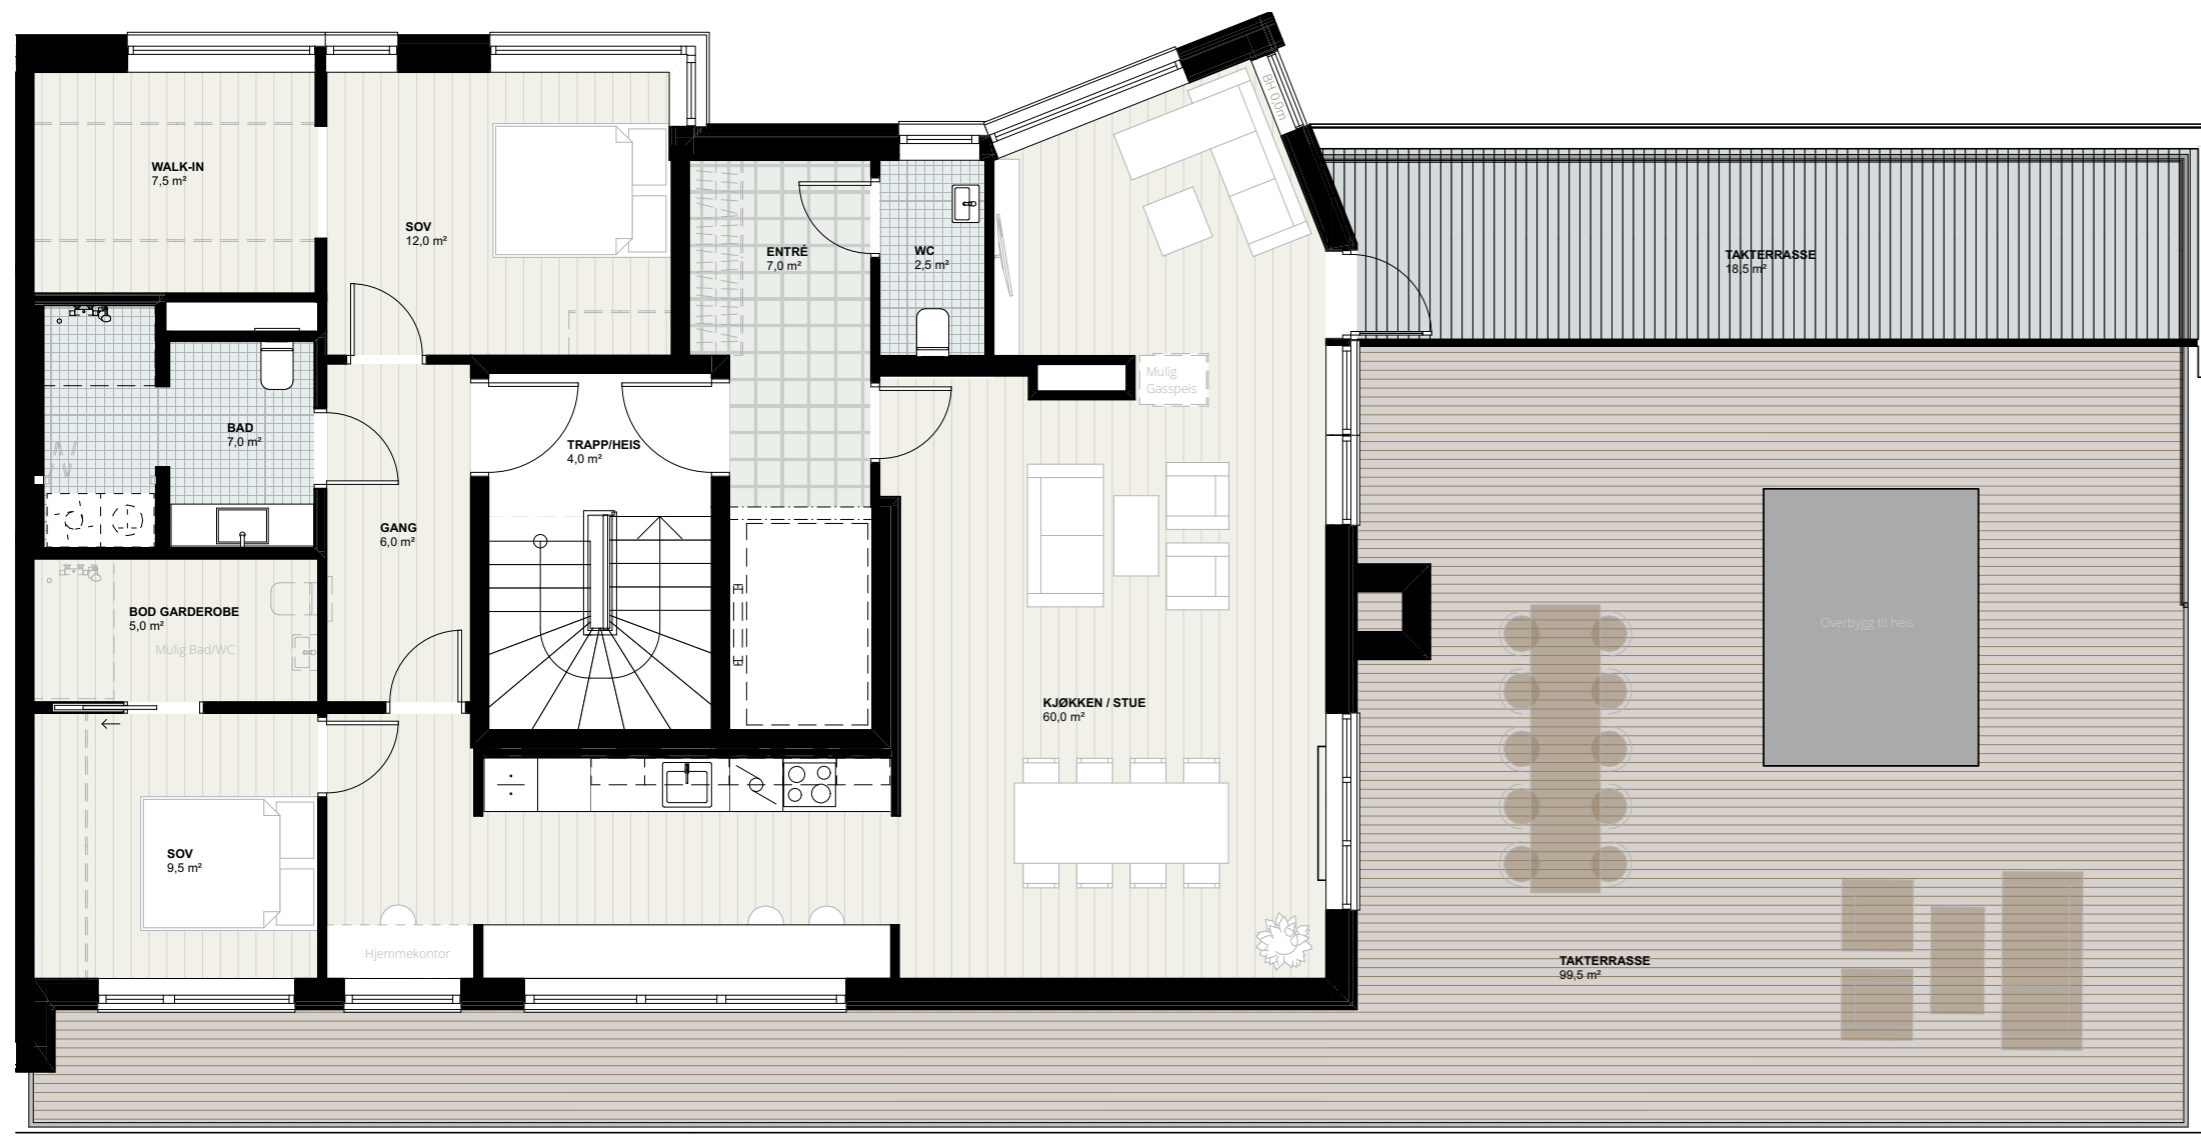 WALK-IN
7,5 m²
SOV
12,0 m²
ENTRÉ
7,0 m²
WC
2,5 m²
BH 0,0m
TAKTERRASSE
18,5 m²
Mulig
Gasspeis
BAD
7,0 m²
TRAPP/HEIS
4,0 m²
GANG
6,0 m²
BOD GARDEROBE
5,0 m²
Mulig Bad/WC
Overbygg til heis
KJØKKEN / STUE
60,0 m²
SOV
9,5 m²
Hjemmekontor
TAKTERRASSE
99,5 m²